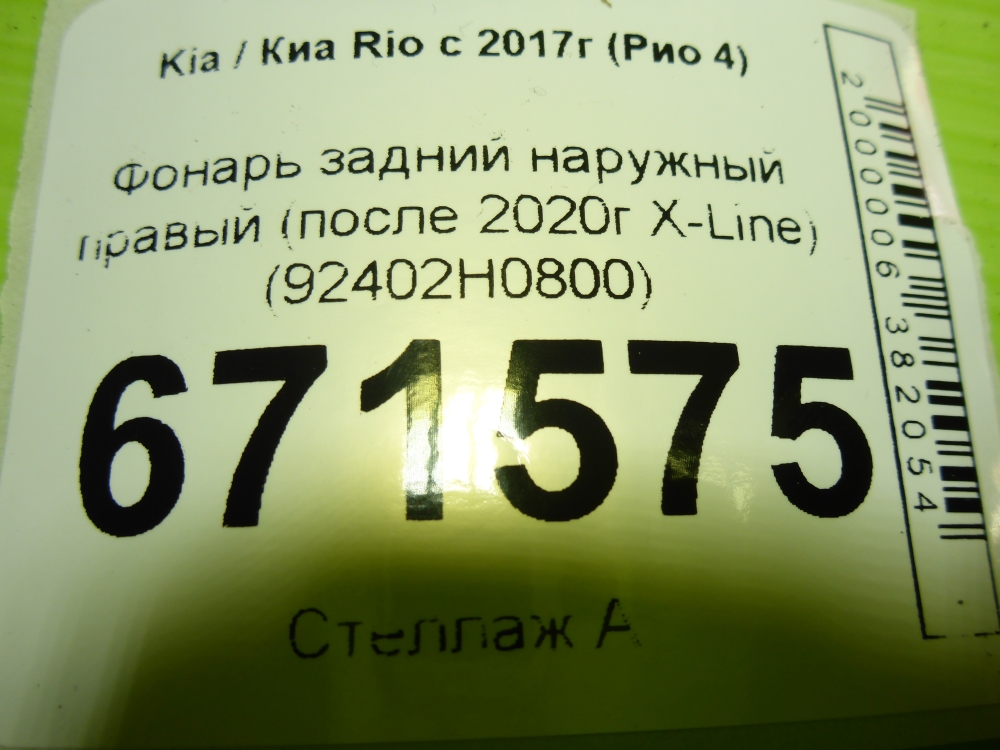 Kia / Киа Rio с 2017г (Рио 4)
Фонарь задний наружный
правый (после 2020г X-Line)
(92402H0800)
671575
Стеллаж А
2000006382054